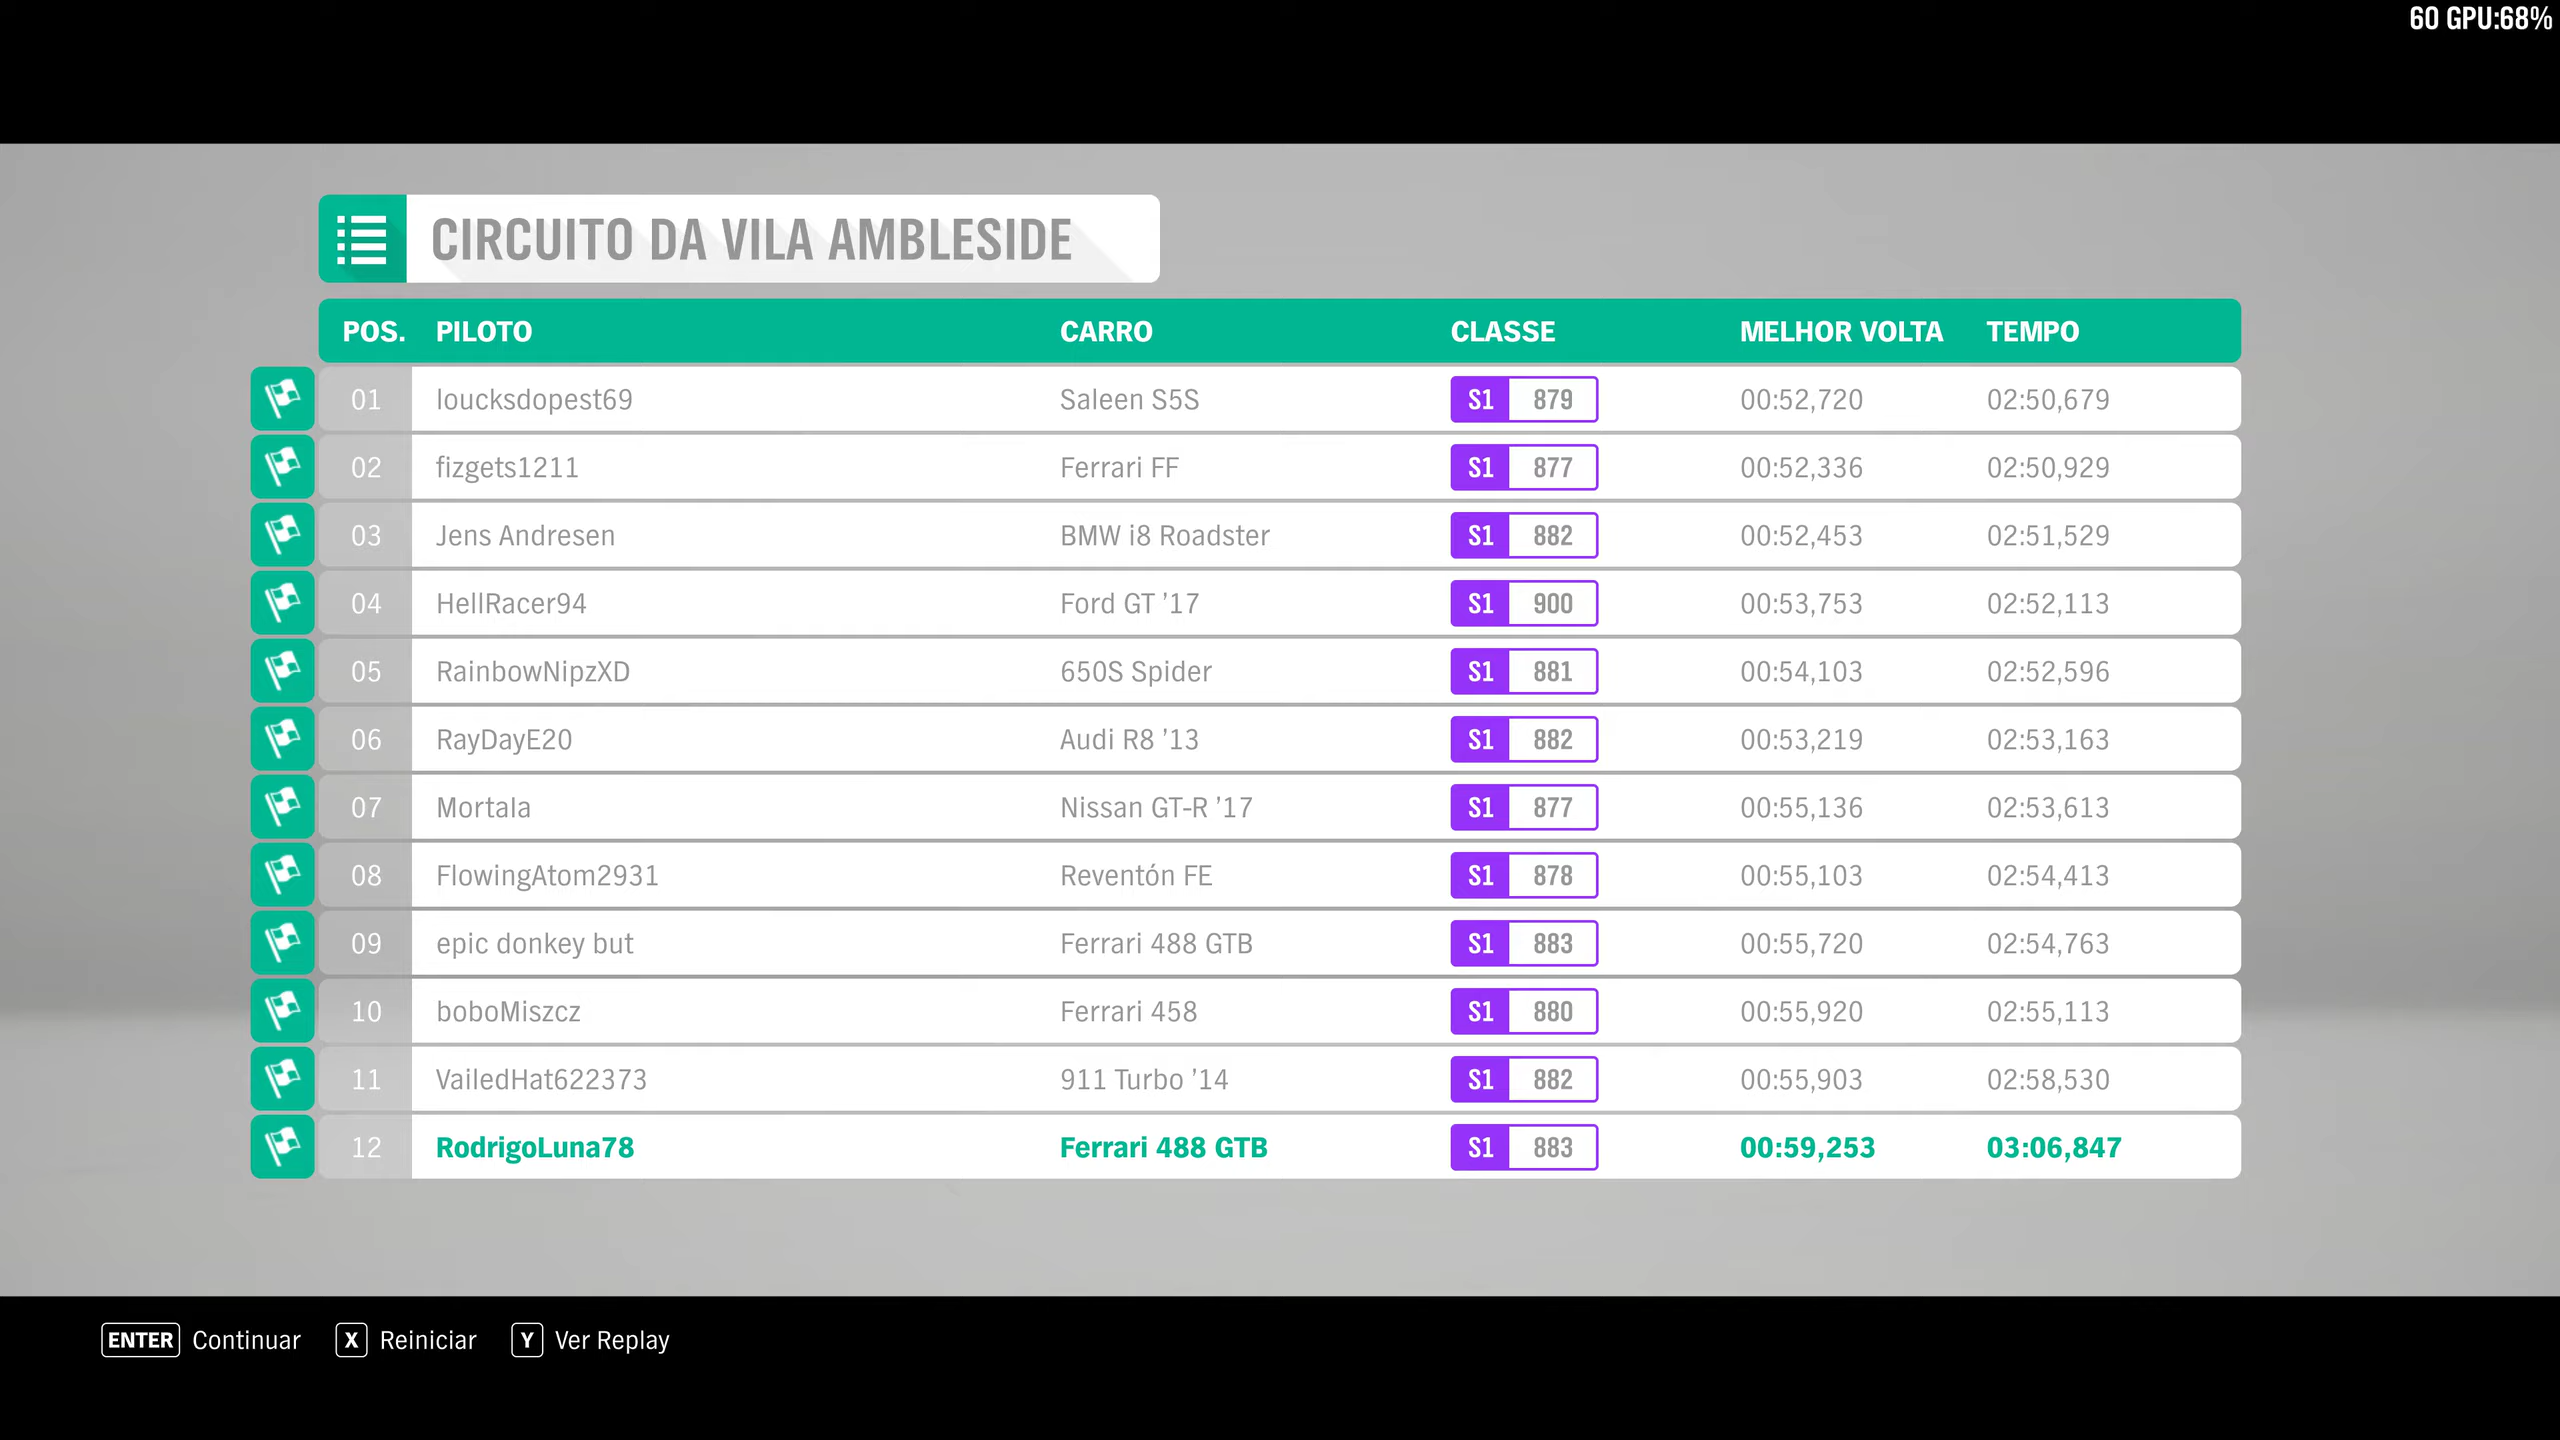 60 GPU:68%
CIRCUITO DA VILA AMBLESIDE
POS. PILOTO CARRO CLASSE MELHOR VOLTA TEMPO
01 loucksdopest69 Saleen S5S S1 879 00:52,720 02:50,679
02 fizgets1211 Ferrari FF S1 877 00:52,336 02:50,929
03 Jens Andresen BMW i8 Roadster S1 882 00:52,453 02:51,529
04 HellRacer94 Ford GT ’17 S1 900 00:53,753 02:52,113
05 RainbowNipzXD 650S Spider S1 881 00:54,103 02:52,596
06 RayDayE20 Audi R8 ’13 S1 882 00:53,219 02:53,163
07 Mortala Nissan GT-R ’17 S1 877 00:55,136 02:53,613
08 FlowingAtom2931 Reventón FE S1 878 00:55,103 02:54,413
09 epic donkey but Ferrari 488 GTB S1 883 00:55,720 02:54,763
10 boboMiszcz Ferrari 458 S1 880 00:55,920 02:55,113
11 VailedHat622373 911 Turbo ’14 S1 882 00:55,903 02:58,530
12 RodrigoLuna78 Ferrari 488 GTB S1 883 00:59,253 03:06,847
ENTER Continuar X Reiniciar Y Ver Replay